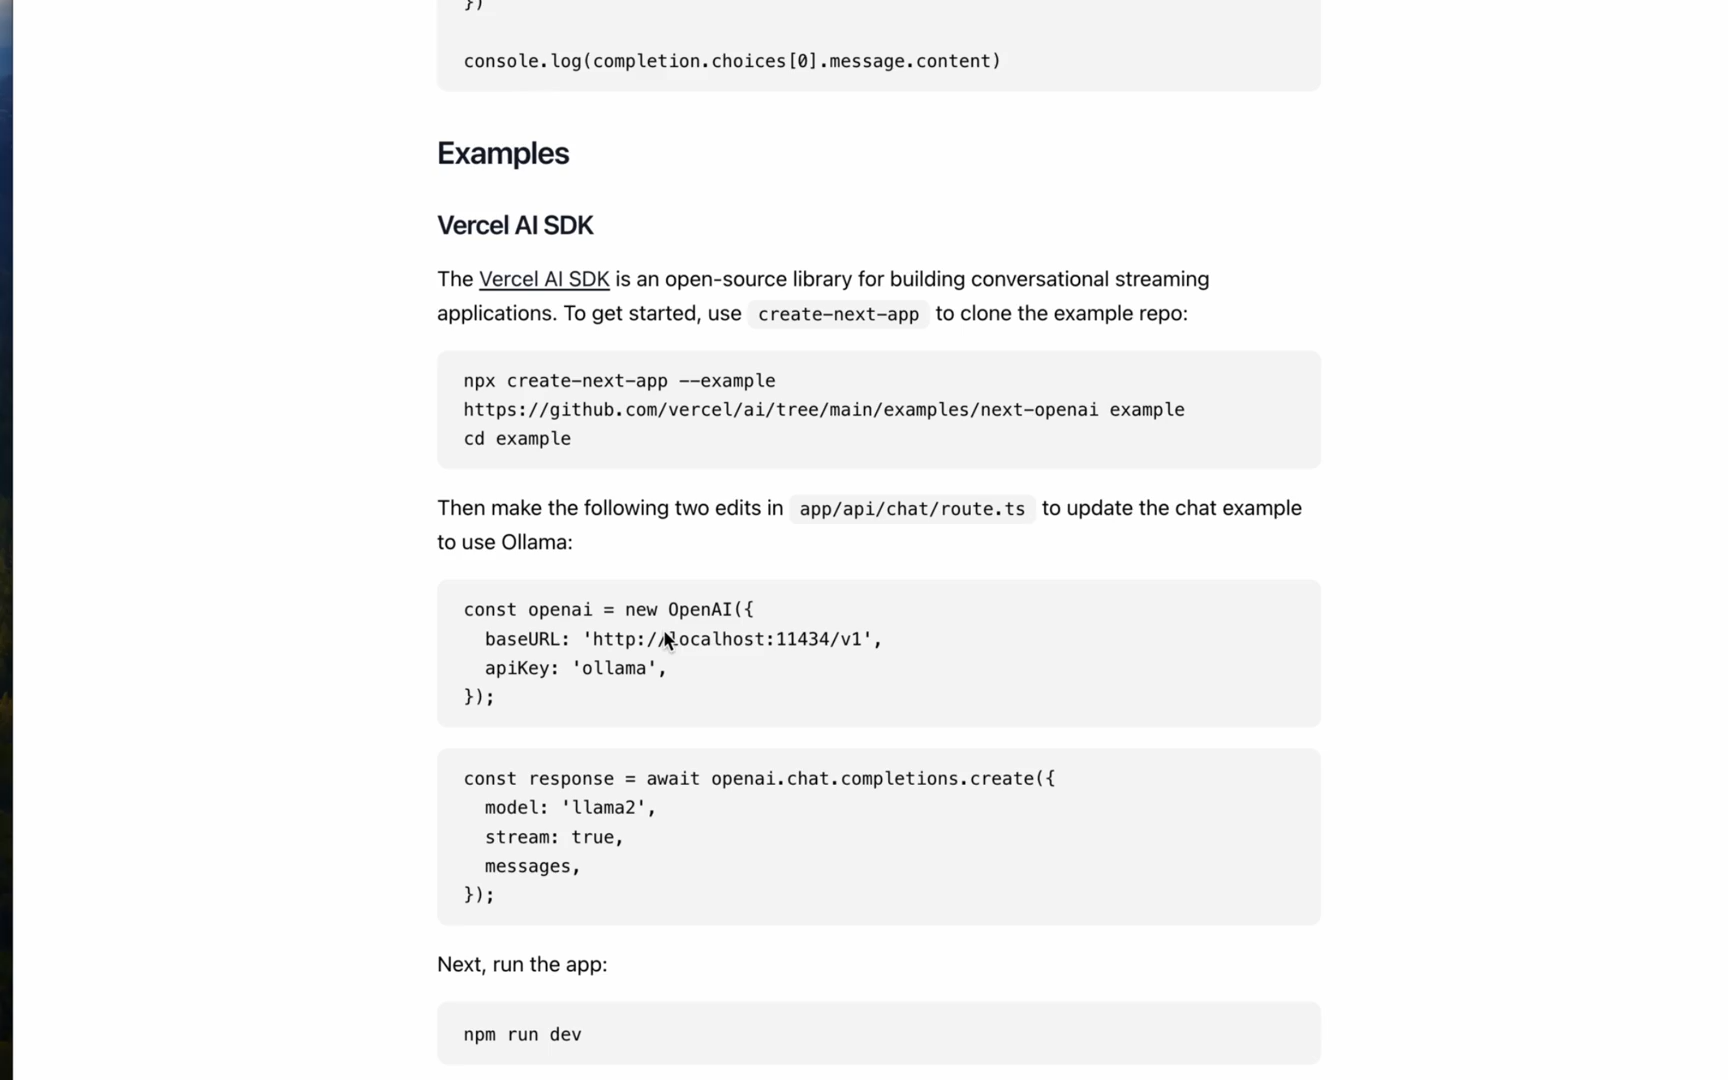 })
console.log(completion.choices[0].message.content)
Examples
Vercel AI SDK
The Vercel AI SDK is an open-source library for building conversational streaming
applications. To get started, use create-next-app to clone the example repo:
npx create-next-app --example
https://github.com/vercel/ai/tree/main/examples/next-openai example
cd example
Then make the following two edits in app/api/chat/route.ts to update the chat example
to use Ollama:
const openai = new OpenAI({
  baseURL: 'http://localhost:11434/v1',
  apiKey: 'ollama',
});
const response = await openai.chat.completions.create({
  model: 'llama2',
  stream: true,
  messages,
});
Next, run the app:
npm run dev